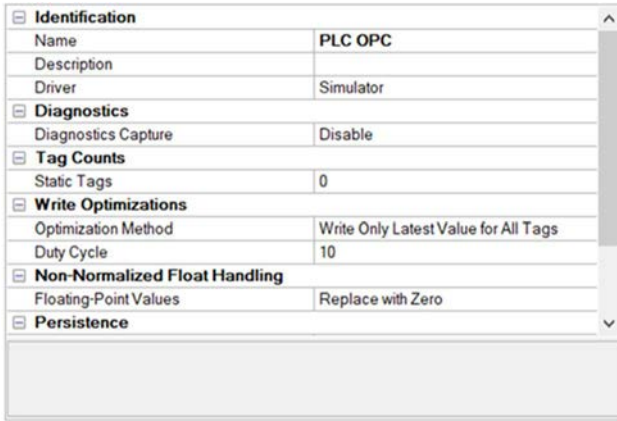 Identification
Name PLC OPC
Description
Driver Simulator
Diagnostics
Diagnostics Capture Disable
Tag Counts
Static Tags 0
Write Optimizations
Optimization Method Write Only Latest Value for All Tags
Duty Cycle 10
Non-Normalized Float Handling
Floating-Point Values Replace with Zero
Persistence